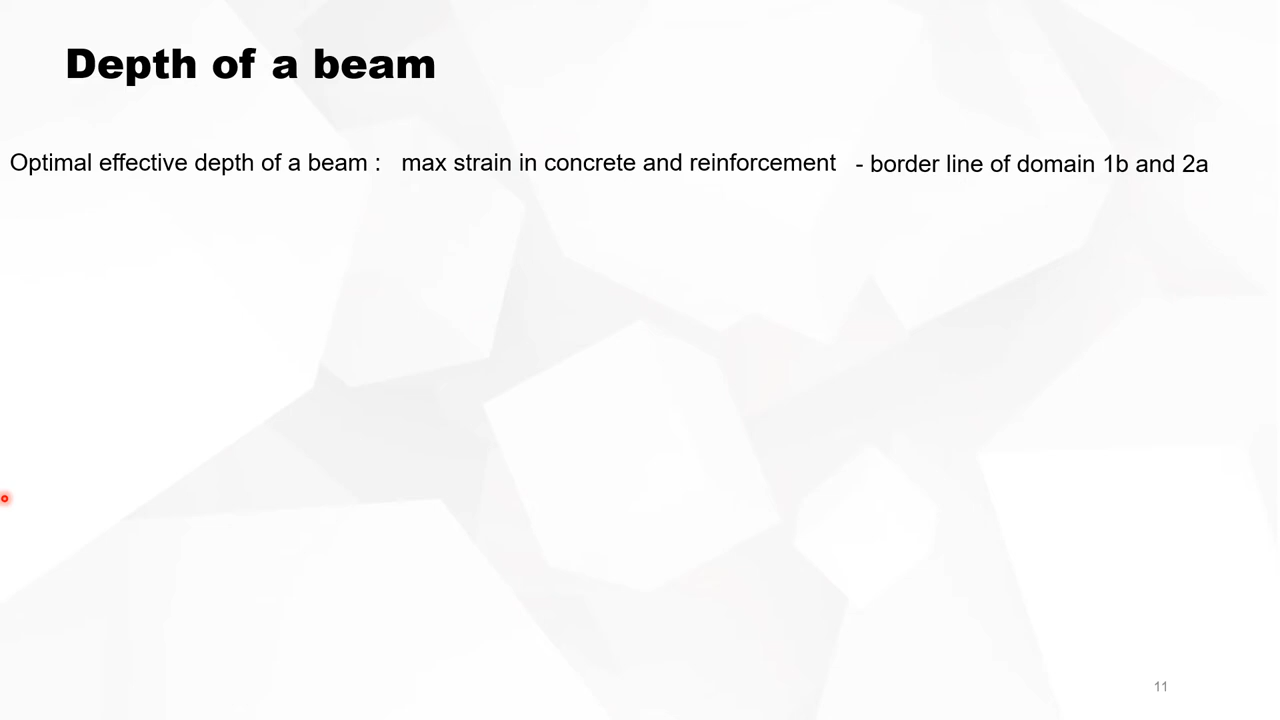 Depth of a beam
Optimal effective depth of a beam : max strain in concrete and reinforcement - border line of domain 1b and 2a
11